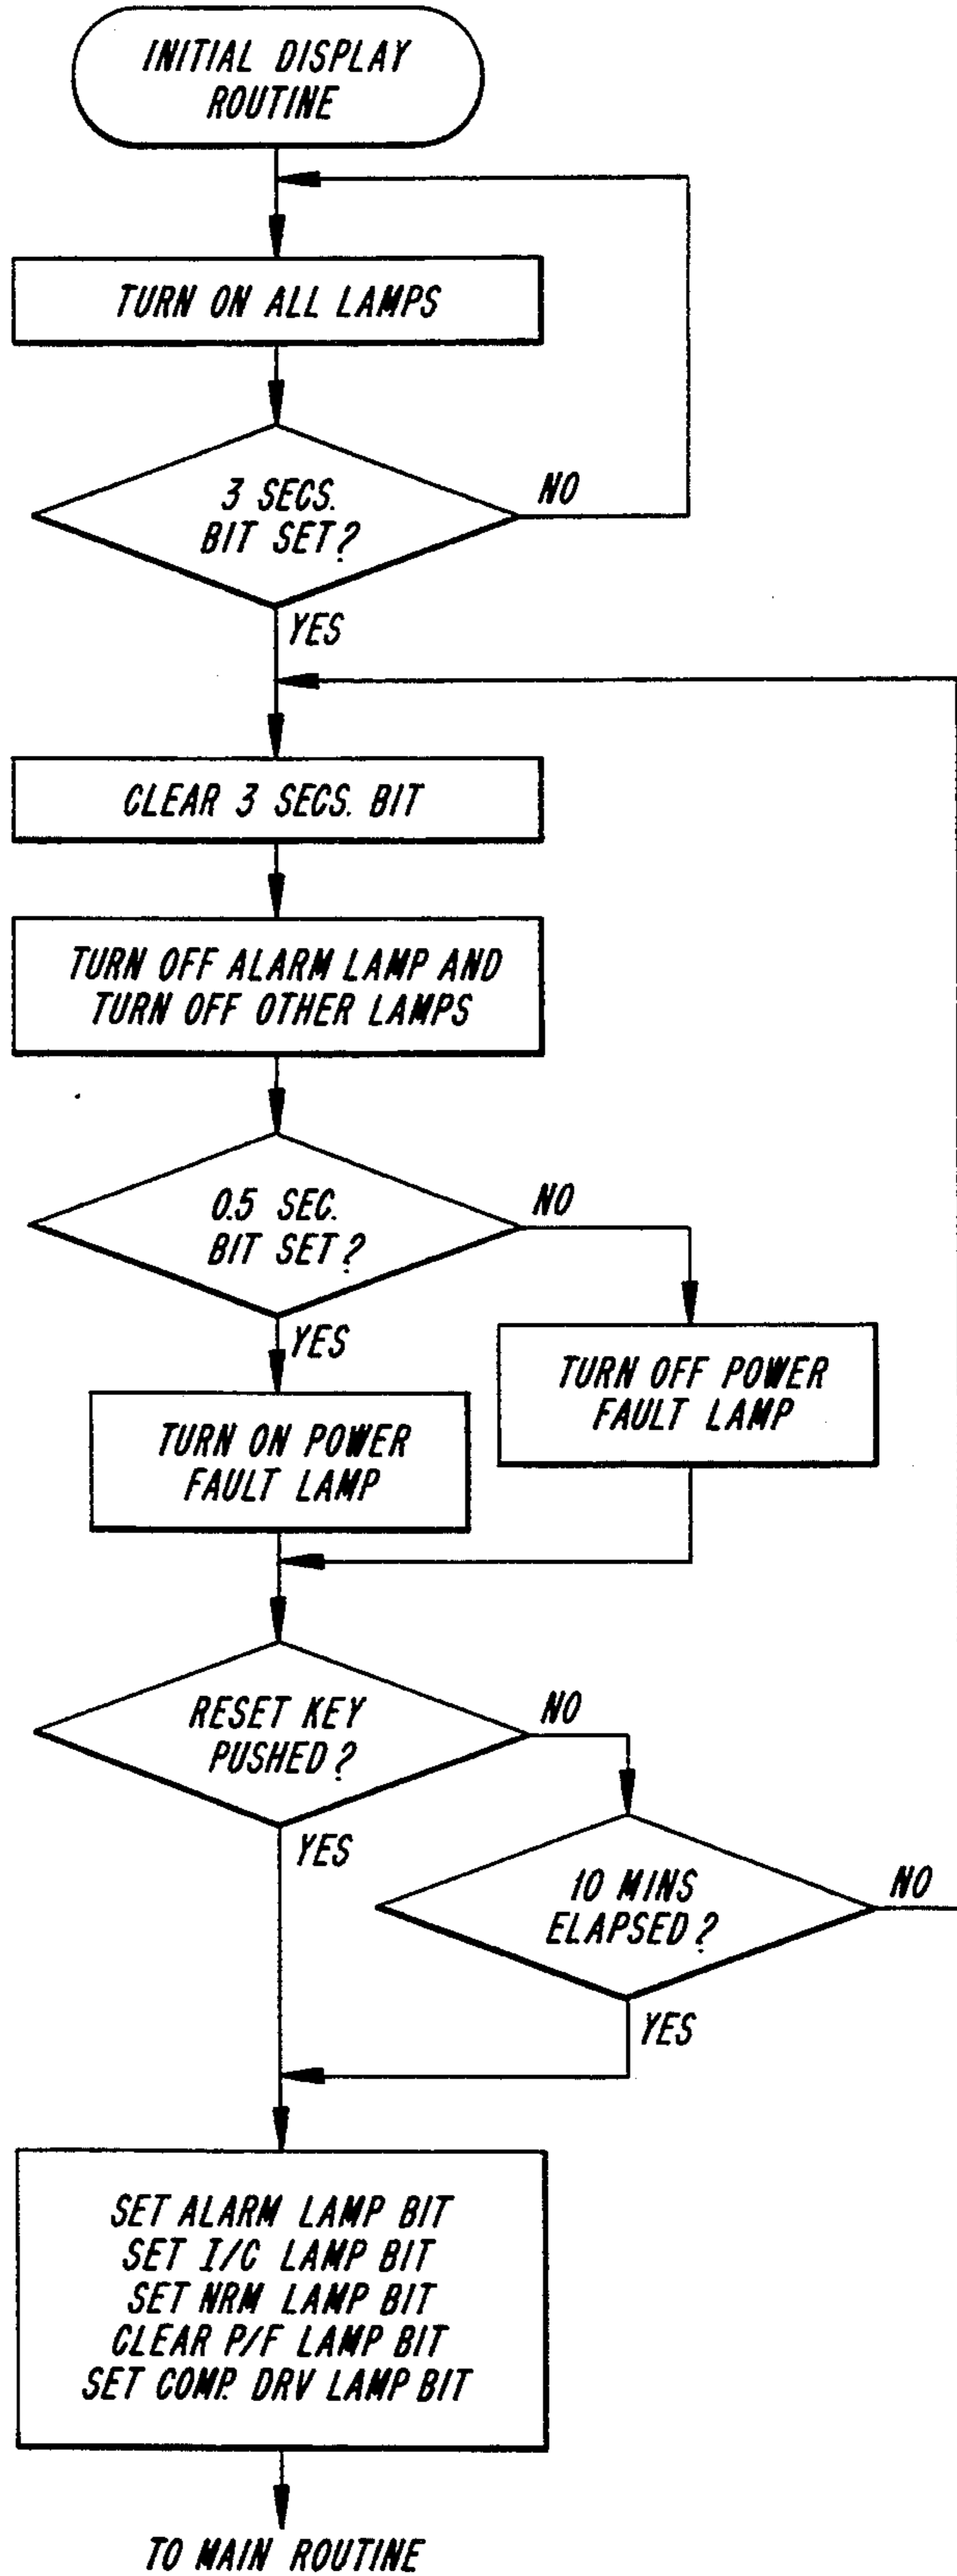 INITIAL DISPLAY
ROUTINE
TURN ON ALL LAMPS
3 SECS.
BIT SET?
NO
YES
CLEAR 3 SECS. BIT
TURN OFF ALARM LAMP AND
TURN OFF OTHER LAMPS
0.5 SEC.
BIT SET?
NO
YES
TURN OFF POWER
FAULT LAMP
TURN ON POWER
FAULT LAMP
RESET KEY
PUSHED?
NO
YES
10 MINS
ELAPSED?
NO
YES
SET ALARM LAMP BIT
SET I/C LAMP BIT
SET NRM LAMP BIT
CLEAR P/F LAMP BIT
SET COMP. DRV LAMP BIT
TO MAIN ROUTINE